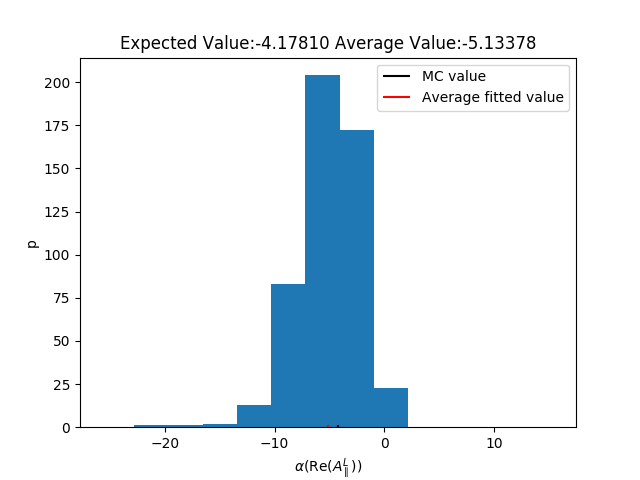 Expected Value:-4.17810 Average Value:-5.13378
MC value
Average fitted value
200
175
150
125
100
75
50
25
0
p
−20 −10 0 10
α(Re(A_∥^L))